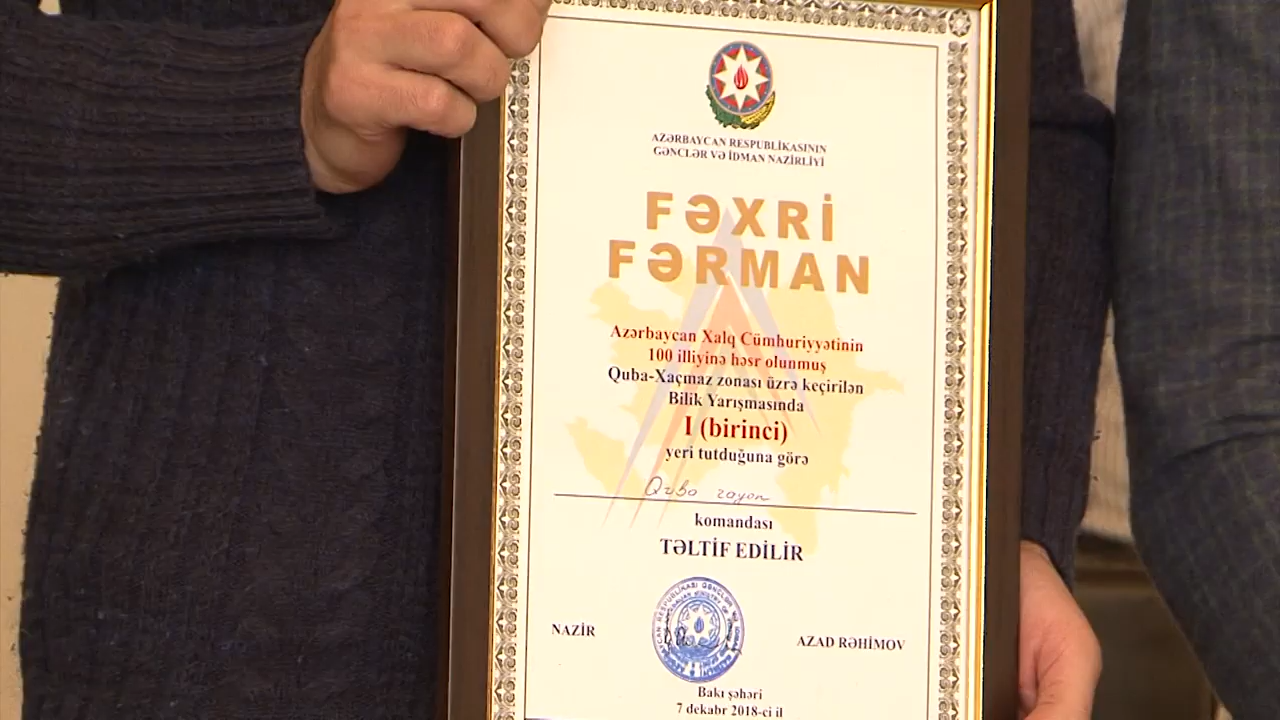 AZƏRBAYCAN RESPUBLİKASININ
GƏNCLƏR VƏ İDMAN NAZİRLİYİ
FƏXRİ
FƏRMAN
Azərbaycan Xalq Cümhuriyyətinin
100 illiyinə həsr olunmuş
Quba-Xaçmaz zonası üzrə keçirilən
Bilik Yarışmasında
I (birinci)
yeri tutduğuna görə
Quba rayon
komandası
TƏLTİF EDİLİR
NAZİR
AZAD RƏHİMOV
Bakı şəhəri
7 dekabr 2018-ci il